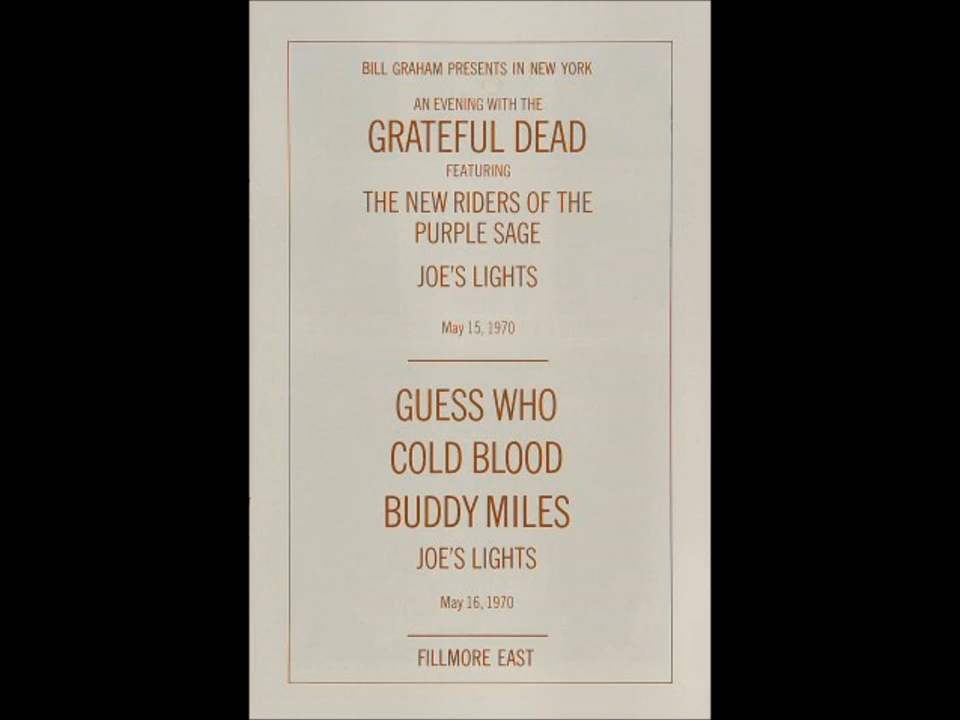 BILL GRAHAM PRESENTS IN NEW YORK
AN EVENING WITH THE
GRATEFUL DEAD
FEATURING
THE NEW RIDERS OF THE
PURPLE SAGE
JOE'S LIGHTS
May 15, 1970
GUESS WHO
COLD BLOOD
BUDDY MILES
JOE'S LIGHTS
May 16, 1970
FILLMORE EAST